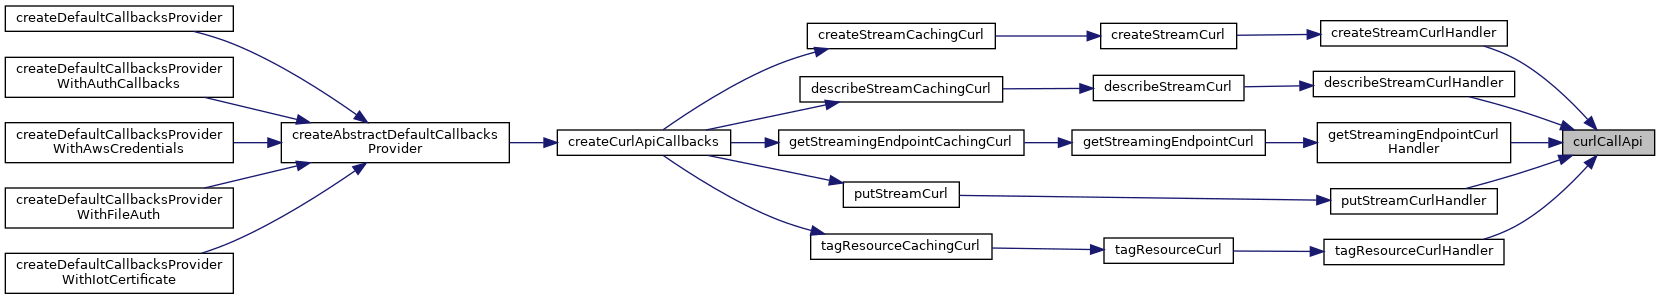 createDefaultCallbacksProvider
createDefaultCallbacksProvider
WithAuthCallbacks
createDefaultCallbacksProvider
WithAwsCredentials
createDefaultCallbacksProvider
WithFileAuth
createDefaultCallbacksProvider
WithIotCertificate
createAbstractDefaultCallbacks
Provider
createCurlApiCallbacks
createStreamCachingCurl
describeStreamCachingCurl
getStreamingEndpointCachingCurl
putStreamCurl
tagResourceCachingCurl
createStreamCurl
describeStreamCurl
getStreamingEndpointCurl
tagResourceCurl
createStreamCurlHandler
describeStreamCurlHandler
getStreamingEndpointCurl
Handler
putStreamCurlHandler
tagResourceCurlHandler
curlCallApi